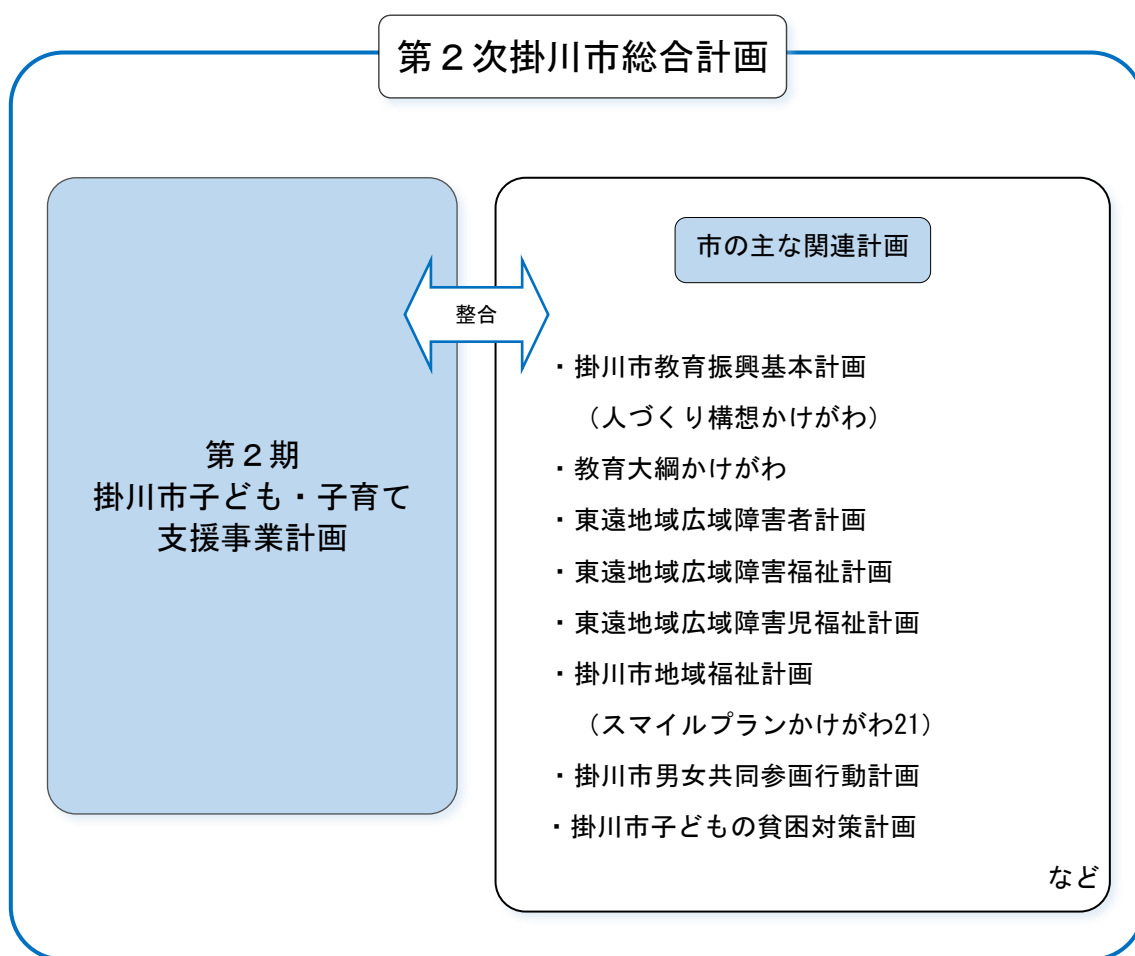 第２次掛川市総合計画
第２期
掛川市子ども・子育て
支援事業計画
整合
市の主な関連計画
・掛川市教育振興基本計画
（人づくり構想かけがわ）
・教育大綱かけがわ
・東遠地域広域障害者計画
・東遠地域広域障害福祉計画
・東遠地域広域障害児福祉計画
・掛川市地域福祉計画
（スマイルプランかけがわ21）
・掛川市男女共同参画行動計画
・掛川市子どもの貧困対策計画
など